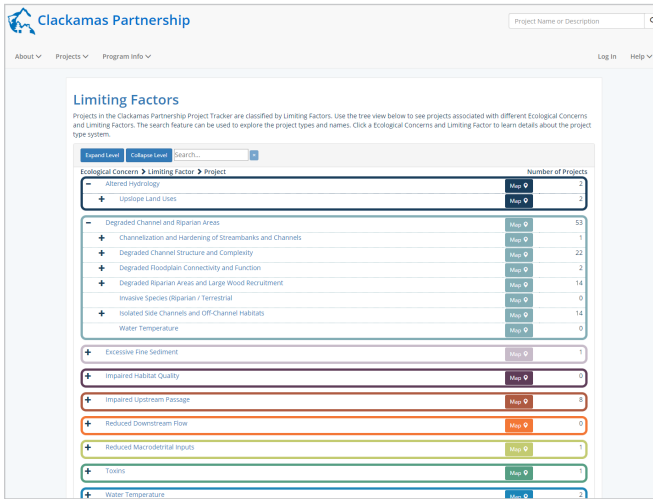 Clackamas Partnership
Project Name or Description
About
Projects
Program Info
Log In
Help
Limiting Factors
Projects in the Clackamas Partnership Project Tracker are classified by Limiting Factors. Use the tree view below to see projects associated with different Ecological Concerns
and Limiting Factors. The search feature can be used to explore the project types and names. Click a Ecological Concerns and Limiting Factor to learn details about the project
type system.
Expand Level
Collapse Level
Search...
Ecological Concern > Limiting Factor > Project
Number of Projects
Altered Hydrology Map 2
Upslope Land Uses Map 2
Degraded Channel and Riparian Areas Map 53
Channelization and Hardening of Streambanks and Channels Map 1
Degraded Channel Structure and Complexity Map 22
Degraded Floodplain Connectivity and Function Map 2
Degraded Riparian Areas and Large Wood Recruitment Map 14
Invasive Species (Riparian / Terrestrial Map 0
Isolated Side Channels and Off-Channel Habitats Map 14
Water Temperature Map 0
Excessive Fine Sediment Map 1
Impaired Habitat Quality Map 0
Impaired Upstream Passage Map 8
Reduced Downstream Flow Map 0
Reduced Macrodetrital Inputs Map 1
Toxins Map 1
Water Temperature Map 2